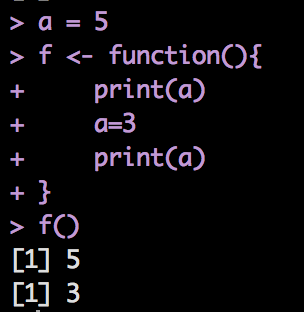 > a = 5
> f <- function(){
+     print(a)
+     a=3
+     print(a)
+ }
> f()
[1] 5
[1] 3